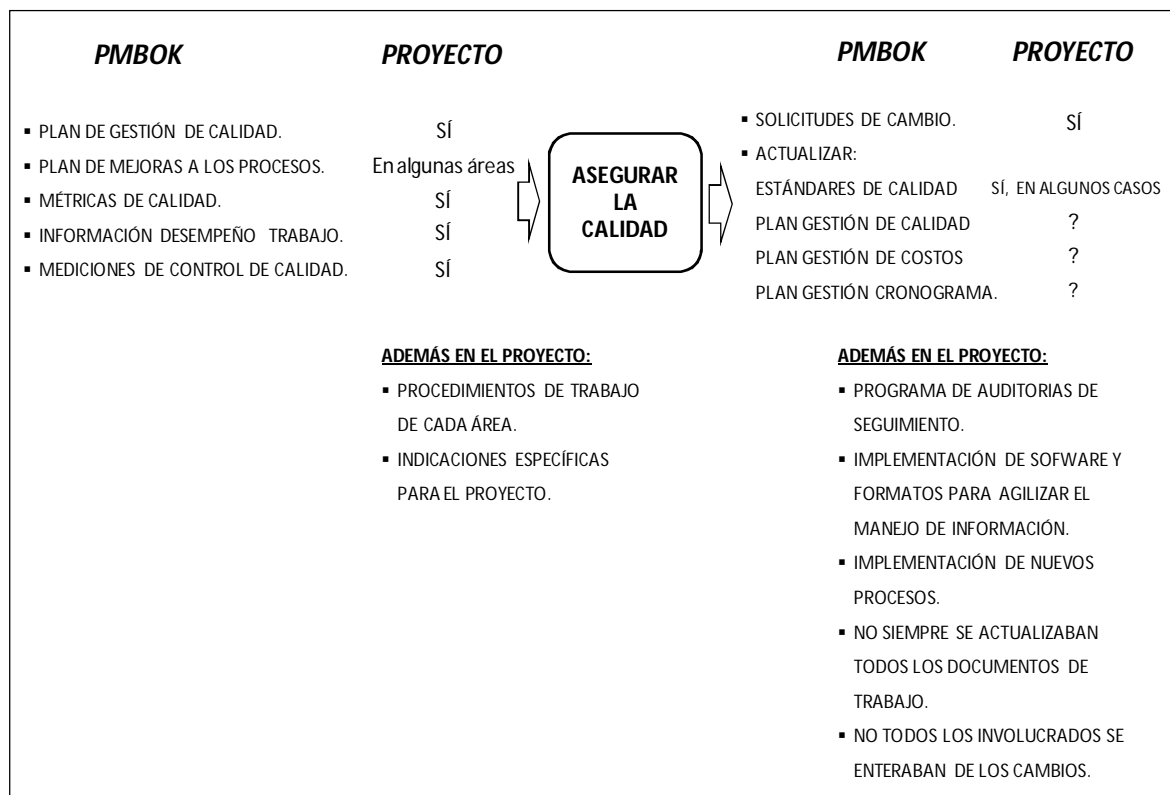 PMBOK PROYECTO
▪ PLAN DE GESTIÓN DE CALIDAD. SÍ
▪ PLAN DE MEJORAS A LOS PROCESOS. En algunas áreas
▪ MÉTRICAS DE CALIDAD. SÍ
▪ INFORMACIÓN DESEMPEÑO TRABAJO. SÍ
▪ MEDICIONES DE CONTROL DE CALIDAD. SÍ
ADEMÁS EN EL PROYECTO:
▪ PROCEDIMIENTOS DE TRABAJO
DE CADA ÁREA.
▪ INDICACIONES ESPECÍFICAS
PARA EL PROYECTO.
ASEGURAR
LA
CALIDAD
PMBOK PROYECTO
▪ SOLICITUDES DE CAMBIO. SÍ
▪ ACTUALIZAR:
ESTÁNDARES DE CALIDAD SÍ, EN ALGUNOS CASOS
PLAN GESTIÓN DE CALIDAD ?
PLAN GESTIÓN DE COSTOS ?
PLAN GESTIÓN CRONOGRAMA. ?
ADEMÁS EN EL PROYECTO:
▪ PROGRAMA DE AUDITORIAS DE
SEGUIMIENTO.
▪ IMPLEMENTACIÓN DE SOFWARE Y
FORMATOS PARA AGILIZAR EL
MANEJO DE INFORMACIÓN.
▪ IMPLEMENTACIÓN DE NUEVOS
PROCESOS.
▪ NO SIEMPRE SE ACTUALIZABAN
TODOS LOS DOCUMENTOS DE
TRABAJO.
▪ NO TODOS LOS INVOLUCRADOS SE
ENTERABAN DE LOS CAMBIOS.